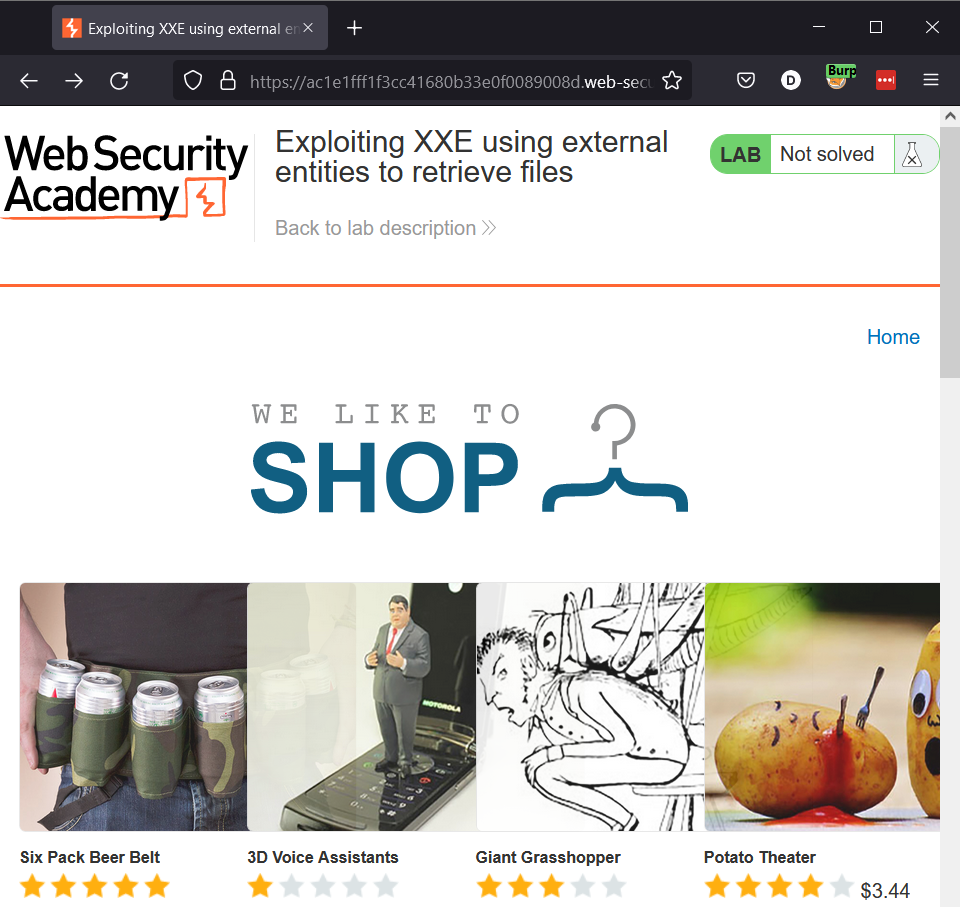 Exploiting XXE using external en
https://ac1e1fff1f3cc41680b33e0f0089008d.web-secu
D
Burp
Web Security
Academy
Exploiting XXE using external
entities to retrieve files
Back to lab description
LAB
Not solved
Home
WE LIKE TO
SHOP
MOTOROLA
Six Pack Beer Belt
3D Voice Assistants
Giant Grasshopper
Potato Theater
$3.44